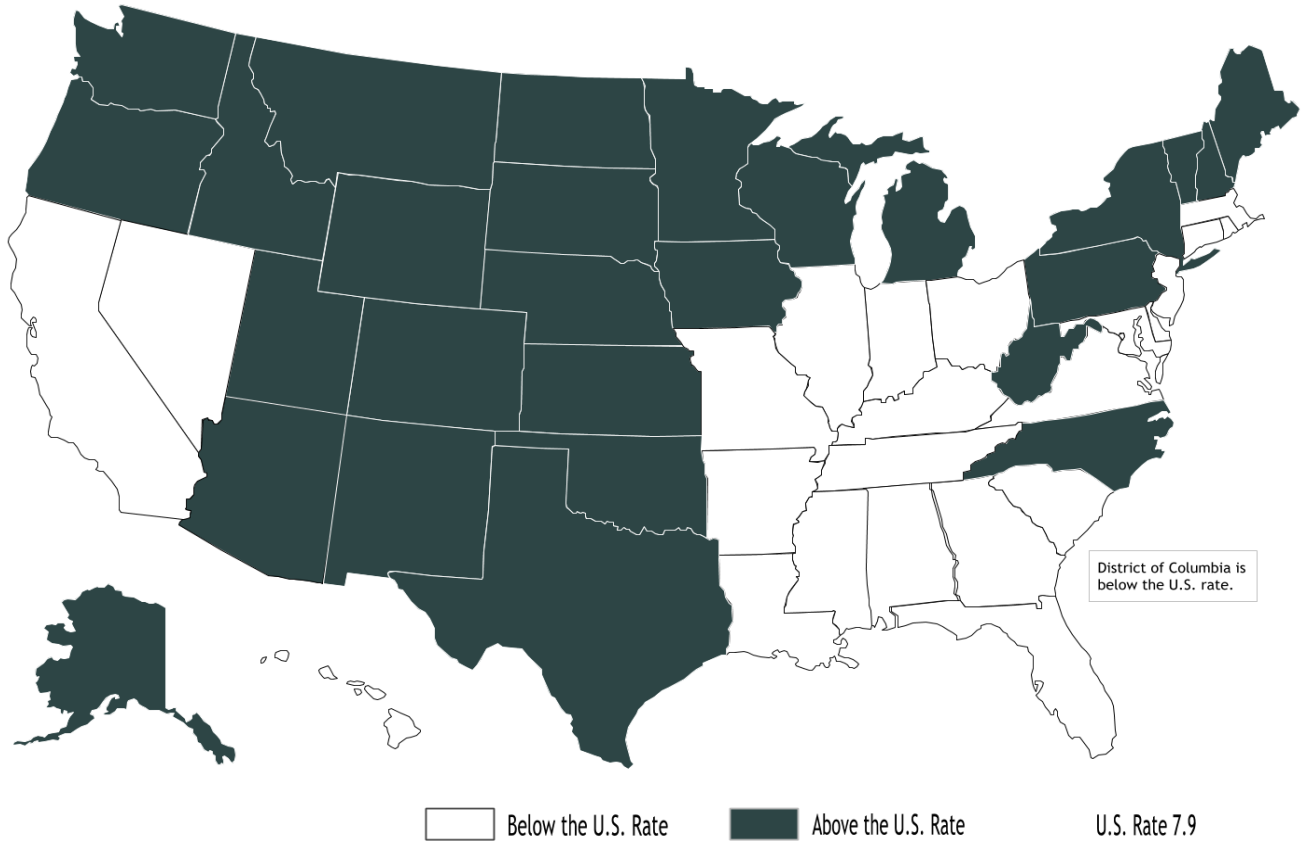 District of Columbia is
below the U.S. rate.
Below the U.S. Rate
Above the U.S. Rate
U.S. Rate 7.9